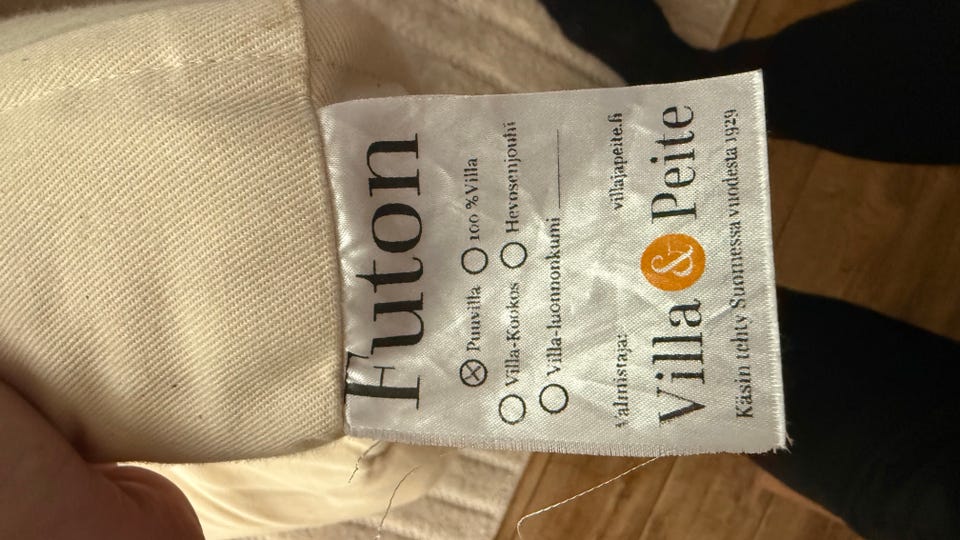 Futon
⊗ Puuvilla ○ 100 % Villa
○ Villa-Kookos ○ Hevosenjouhi
○ Villa-luonnonkumi ________
Valmistaja: villajapeite.fi
Villa & Peite
Käsin tehty Suomessa vuodesta 1929